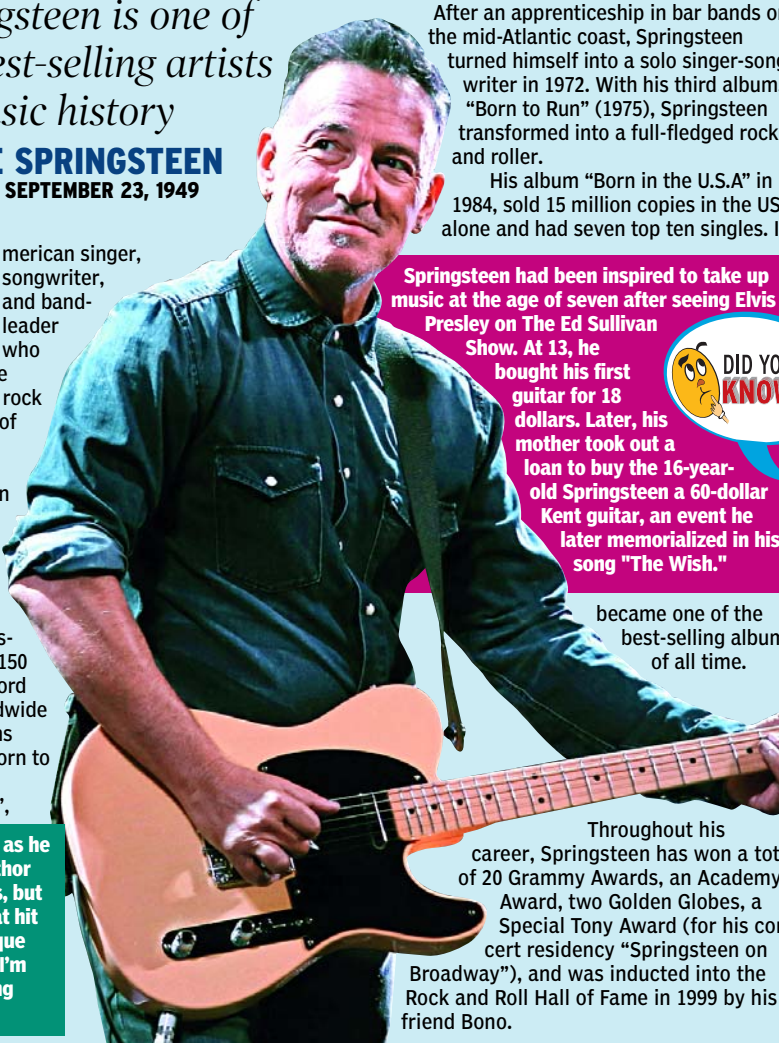 gsteen is one of
est-selling artists
sic history
E SPRINGSTEEN
SEPTEMBER 23, 1949
merican singer,
songwriter,
and band-
leader
who
e
rock
of
n
s-
150
ord
dwide
ns
orn to
”,
as he
thor
s, but
at hit
que
I’m
ng
After an apprenticeship in bar bands o
the mid-Atlantic coast, Springsteen
turned himself into a solo singer-song
writer in 1972. With his third album
“Born to Run” (1975), Springsteen
transformed into a full-fledged rock
and roller.
His album “Born in the U.S.A” in
1984, sold 15 million copies in the US
alone and had seven top ten singles. I
Springsteen had been inspired to take up
music at the age of seven after seeing Elvis
Presley on The Ed Sullivan
Show. At 13, he
bought his first
guitar for 18
dollars. Later, his
mother took out a
loan to buy the 16-year-
old Springsteen a 60-dollar
Kent guitar, an event he
later memorialized in his
song "The Wish."
DID YO
KNOW
became one of the
best-selling album
of all time.
Throughout his
career, Springsteen has won a tot
of 20 Grammy Awards, an Academy
Award, two Golden Globes, a
Special Tony Award (for his con
cert residency “Springsteen on
Broadway”), and was inducted into the
Rock and Roll Hall of Fame in 1999 by his
friend Bono.